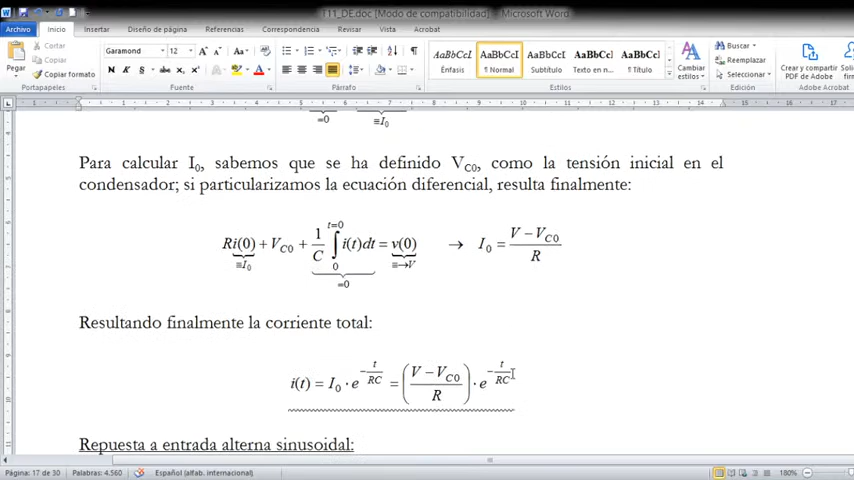 T11_DE.doc [Modo de compatibilidad] - Microsoft Word
Archivo Inicio Insertar Diseño de página Referencias Correspondencia Revisar Vista Acrobat
Pegar
Cortar
Copiar
Copiar formato
Portapapeles
Garamond 12
Fuente
Párrafo
AaBbCcI Énfasis
AaBbCcI ¶ Normal
AaBbCcI Subtítulo
AaBbCcI Texto en n...
AaBbCcI ¶ Título
Cambiar estilos
Estilos
Buscar
Reemplazar
Seleccionar
Edición
Crear y compartir PDF de Adobe
Adobe Acrobat
=0 ≡I₀
Para calcular I₀, sabemos que se ha definido V_C0, como la tensión inicial en el
condensador; si particularizamos la ecuación diferencial, resulta finalmente:
Ri(0) + V_C0 + 1/C ∫₀^{t=0} i(t)dt = v(0) → I₀ = (V − V_C0)/R
≡I₀ =0 ≡→V
Resultando finalmente la corriente total:
i(t) = I₀ · e^{−t/RC} = ((V − V_C0)/R) · e^{−t/RC}
Repuesta a entrada alterna sinusoidal:
Página: 17 de 30 Palabras: 4.560 Español (alfab. internacional) 180%